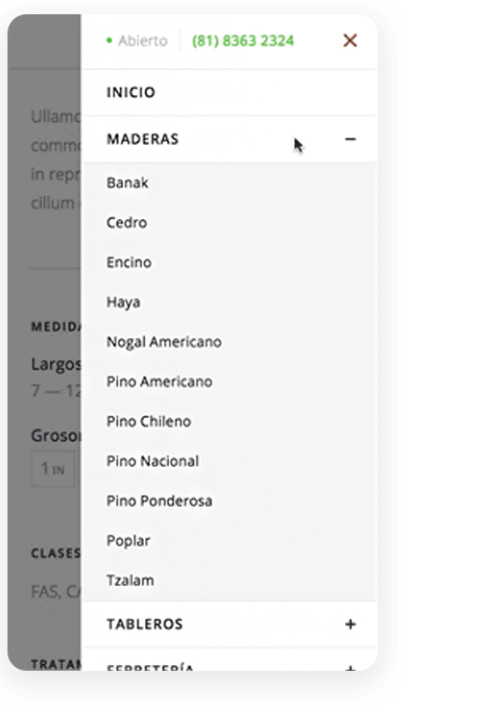 Abierto (81) 8363 2324
INICIO
MADERAS
Banak
Cedro
Encino
Haya
Nogal Americano
Pino Americano
Pino Chileno
Pino Nacional
Pino Ponderosa
Poplar
Tzalam
TABLEROS
FERRETERÍA
Ullamc
commo
in repr
cillum
MEDIDA
Largos
7 — 12
Groso
1 IN
CLASES
FAS, CA
TRATAM